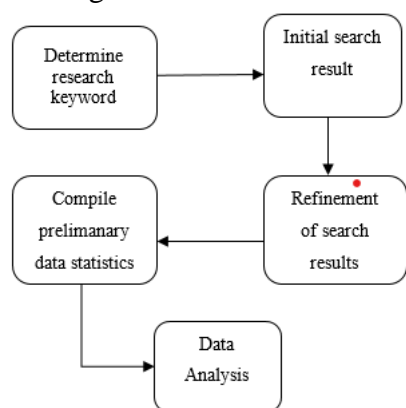 Determine
research
keyword
Initial search
result
Refinement
of search
results
Compile
prelimanary
data statistics
Data
Analysis